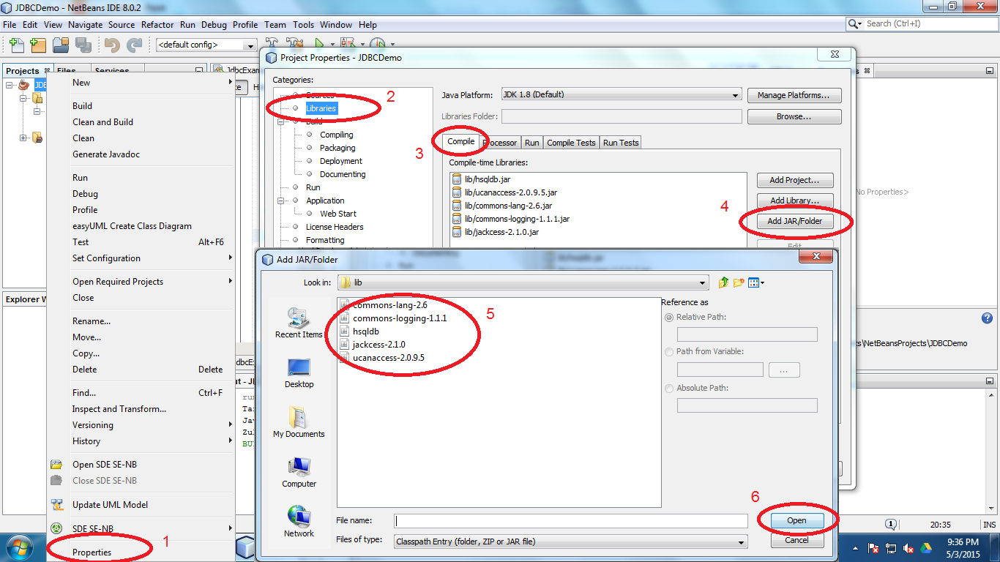 JDBCDemo - NetBeans IDE 8.0.2
File Edit View Navigate Source Refactor Run Debug Profile Team Tools Window Help
Search (Ctrl+I)
<default config>
Projects
Files
Services
New
Build
Clean and Build
Clean
Generate Javadoc
Run
Debug
Profile
easyUML Create Class Diagram
Test Alt+F6
Set Configuration
Open Required Projects
Close
Rename...
Move...
Copy...
Delete Delete
Find... Ctrl+F
Inspect and Transform...
Versioning
History
Open SDE SE-NB
Close SDE SE-NB
Update UML Model
SDE SE-NB
Properties
1
Explorer W
Project Properties - JDBCDemo
Categories:
Sources
Libraries
2
Build
Compiling
Packaging
Deployment
Documenting
Run
Application
Web Start
License Headers
Formatting
Java Platform: JDK 1.8 (Default) Manage Platforms...
Libraries Folder: Browse...
3
Compile Processor Run Compile Tests Run Tests
Compile-time Libraries:
lib/hsqldb.jar
lib/ucanaccess-2.0.9.5.jar
lib/commons-lang-2.6.jar
lib/commons-logging-1.1.1.jar
lib/jackcess-2.1.0.jar
Add Project...
Add Library...
4
Add JAR/Folder
Edit
No Properties>
Add JAR/Folder
Look in: lib
Recent Items
Desktop
My Documents
Computer
Network
commons-lang-2.6
commons-logging-1.1.1
hsqldb
jackcess-2.1.0
ucanaccess-2.0.9.5
5
Reference as
Relative Path:
Path from Variable:
...
Absolute Path:
File name:
Files of type: Classpath Entry (folder, ZIP or JAR file)
6
Open
Cancel
ts\NetBeansProjects\JDBCDemo
1 20:35 INS
9:36 PM
5/3/2015